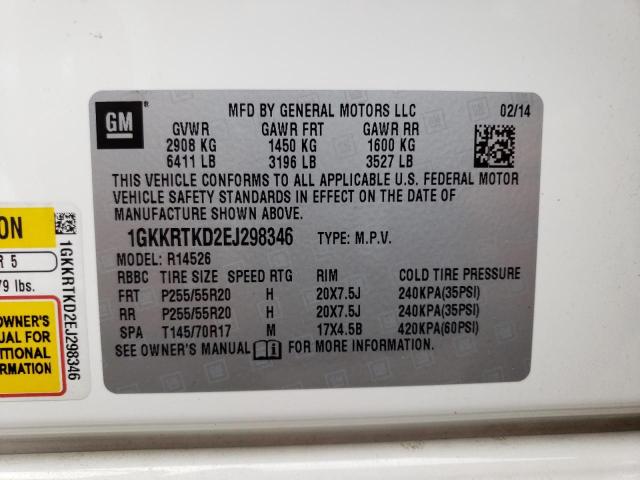 GM
MFD BY GENERAL MOTORS LLC 02/14
GVWR GAWR FRT GAWR RR
2908 KG 1450 KG 1600 KG
6411 LB 3196 LB 3527 LB
THIS VEHICLE CONFORMS TO ALL APPLICABLE U.S. FEDERAL MOTOR
VEHICLE SAFETY STANDARDS IN EFFECT ON THE DATE OF
MANUFACTURE SHOWN ABOVE.
1GKKRTKD2EJ298346 TYPE: M.P.V.
MODEL: R14526
RBBC TIRE SIZE SPEED RTG RIM COLD TIRE PRESSURE
FRT P255/55R20 H 20X7.5J 240KPA(35PSI)
RR P255/55R20 H 20X7.5J 240KPA(35PSI)
SPA T145/70R17 M 17X4.5B 420KPA(60PSI)
SEE OWNER'S MANUAL FOR MORE INFORMATION.
ON
R 5
79 lbs.
OWNER'S
UAL FOR
ITIONAL
RMATION
1GKKRTKD2EJ298346